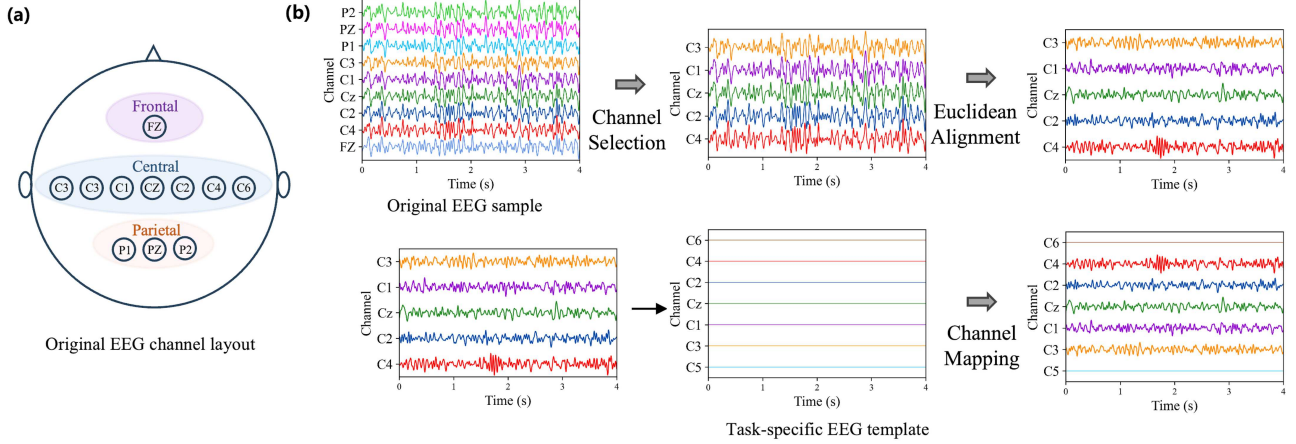 (a)
Frontal
FZ
Central
C3 C3 C1 CZ C2 C4 C6
Parietal
P1 PZ P2
Original EEG channel layout
(b)
Channel
P2
PZ
P1
C3
C1
Cz
C2
C4
FZ
0 1 2 3 4
Time (s)
Original EEG sample
Channel
Selection
Channel
C3
C1
Cz
C2
C4
0 1 2 3 4
Time (s)
Euclidean
Alignment
Channel
C3
C1
Cz
C2
C4
0 1 2 3 4
Time (s)
Channel
C3
C1
Cz
C2
C4
0 1 2 3 4
Time (s)
Channel
C6
C4
C2
Cz
C1
C3
C5
0 1 2 3 4
Time (s)
Task-specific EEG template
Channel
Mapping
Channel
C6
C4
C2
Cz
C1
C3
C5
0 1 2 3 4
Time (s)